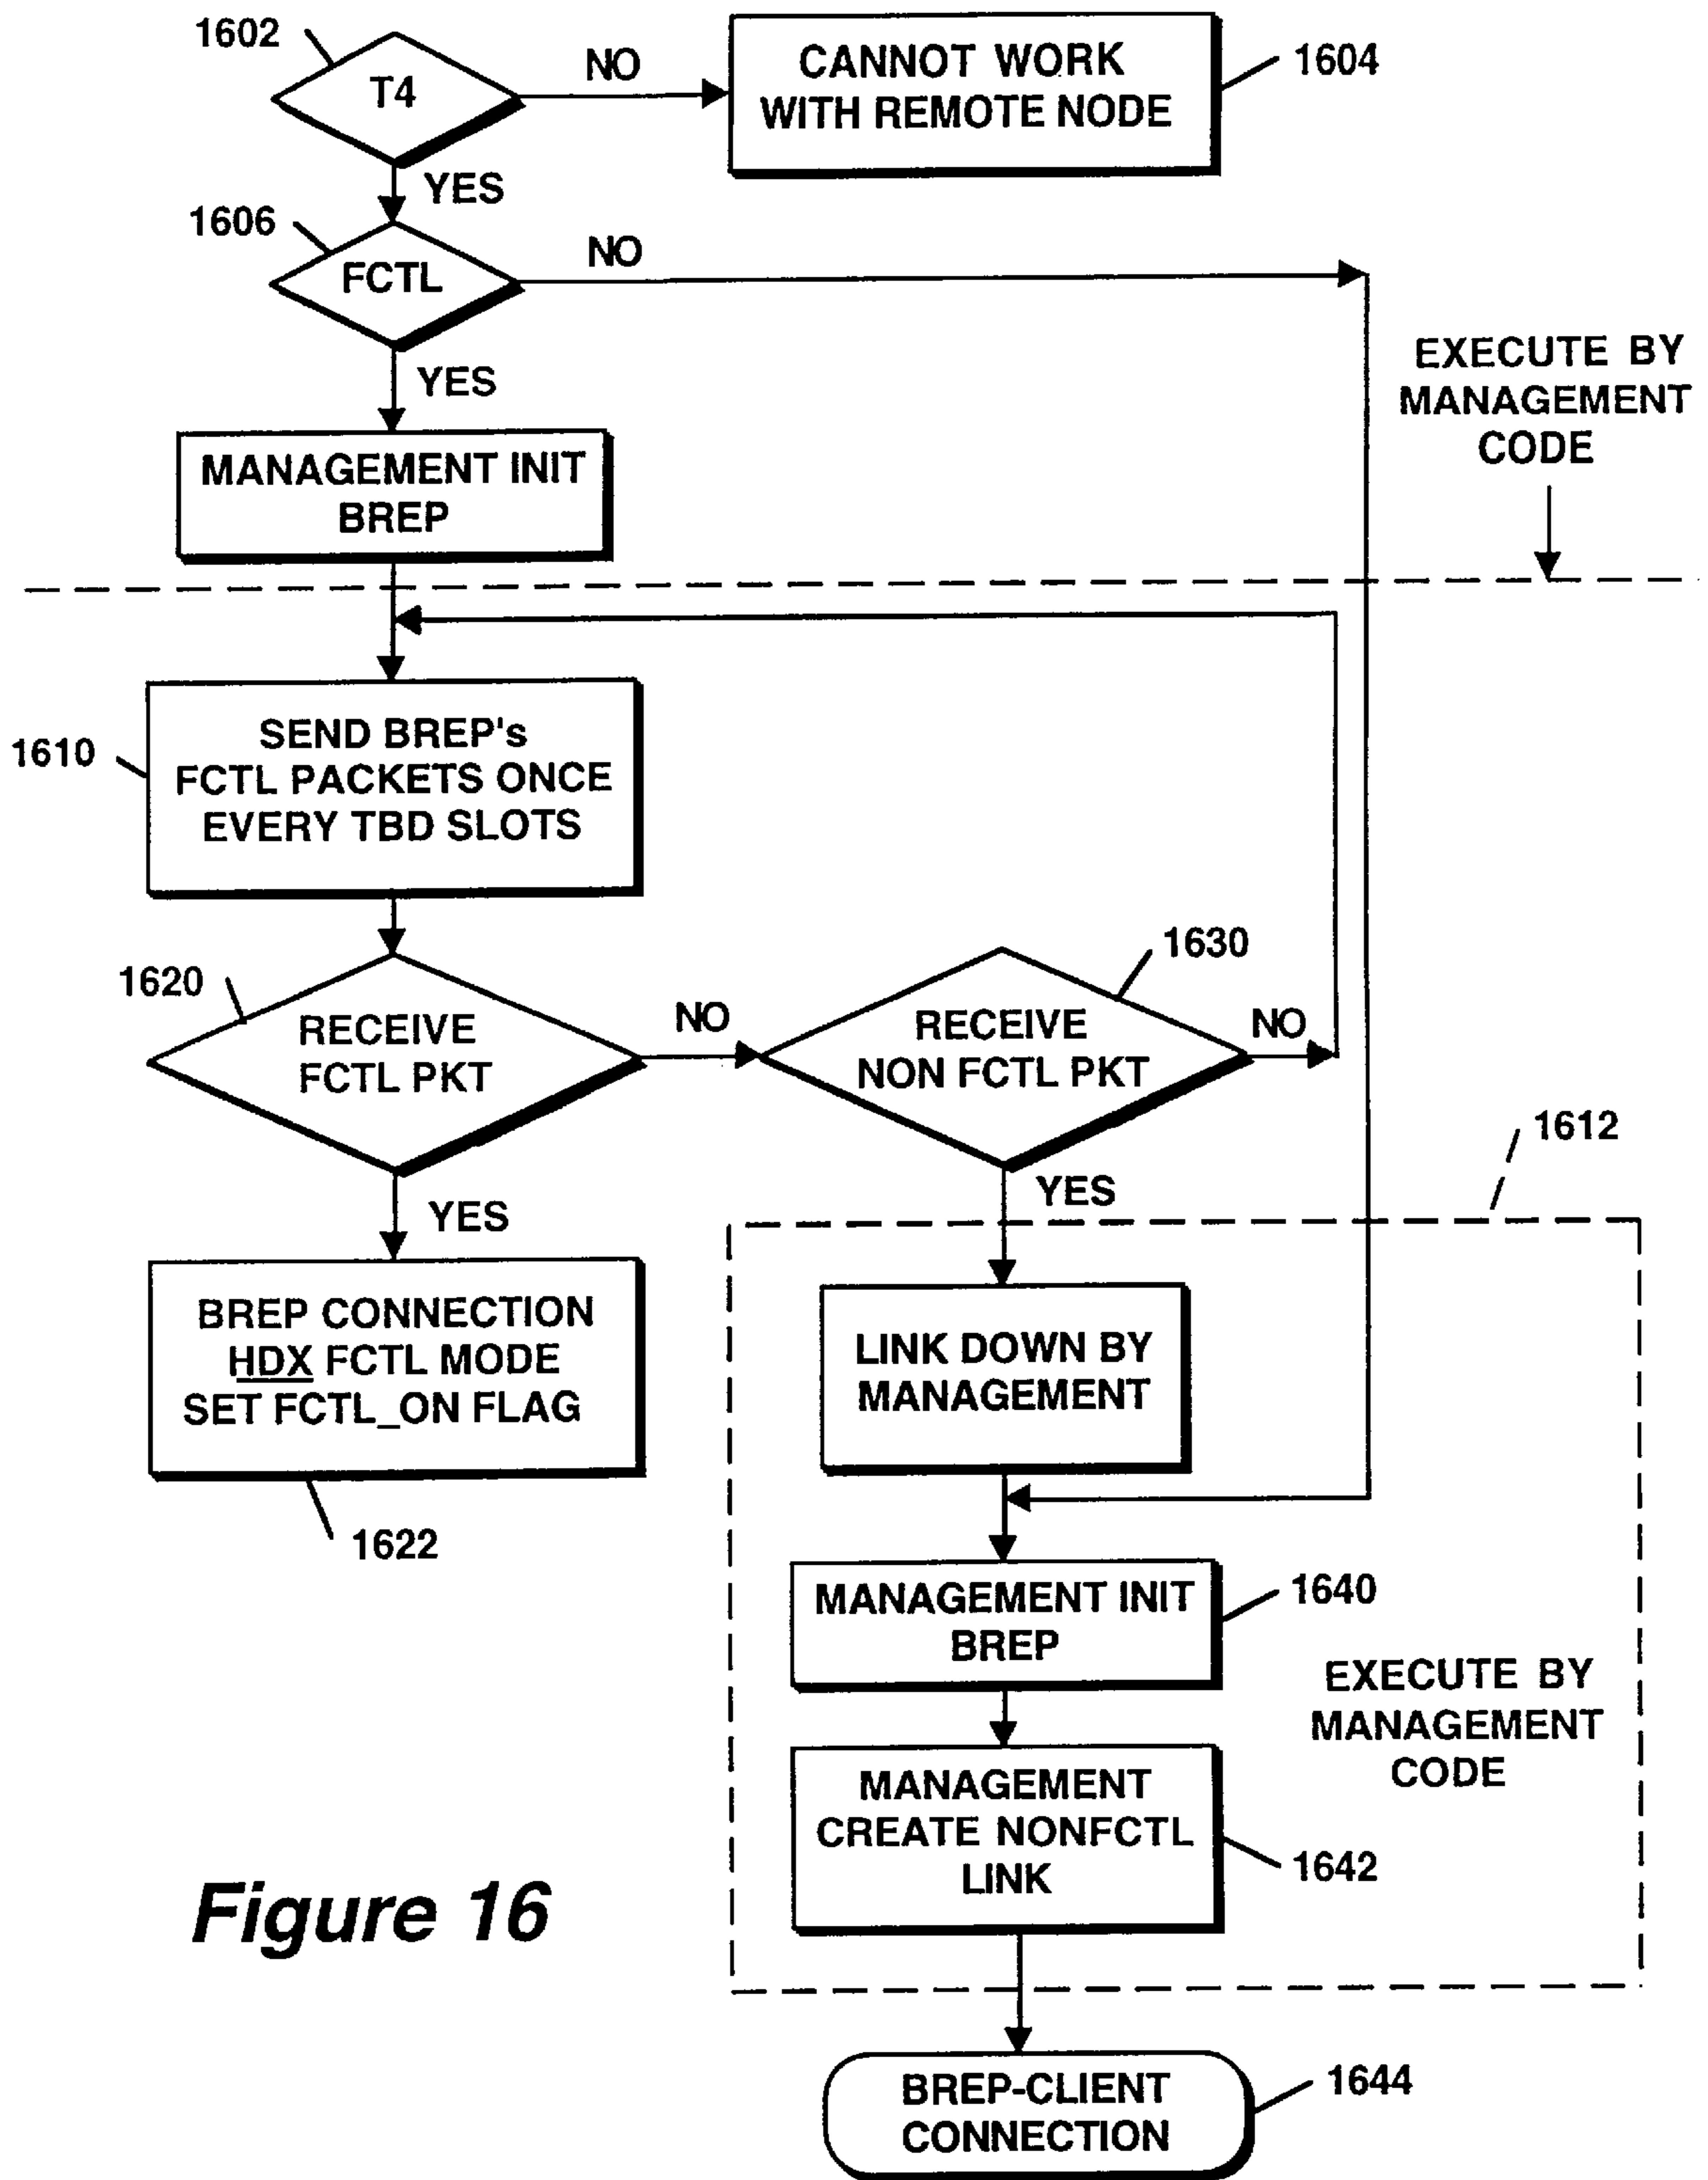 1602
T4
NO
CANNOT WORK
WITH REMOTE NODE
1604
YES
1606
FCTL
NO
YES
EXECUTE BY
MANAGEMENT
CODE
MANAGEMENT INIT
BREP
1610
SEND BREP's
FCTL PACKETS ONCE
EVERY TBD SLOTS
1620
RECEIVE
FCTL PKT
NO
1630
RECEIVE
NON FCTL PKT
NO
YES
YES
1612
BREP CONNECTION
HDX FCTL MODE
SET FCTL_ON FLAG
1622
LINK DOWN BY
MANAGEMENT
MANAGEMENT INIT
BREP
1640
EXECUTE BY
MANAGEMENT
CODE
MANAGEMENT
CREATE NONFCTL
LINK
1642
Figure 16
BREP-CLIENT
CONNECTION
1644